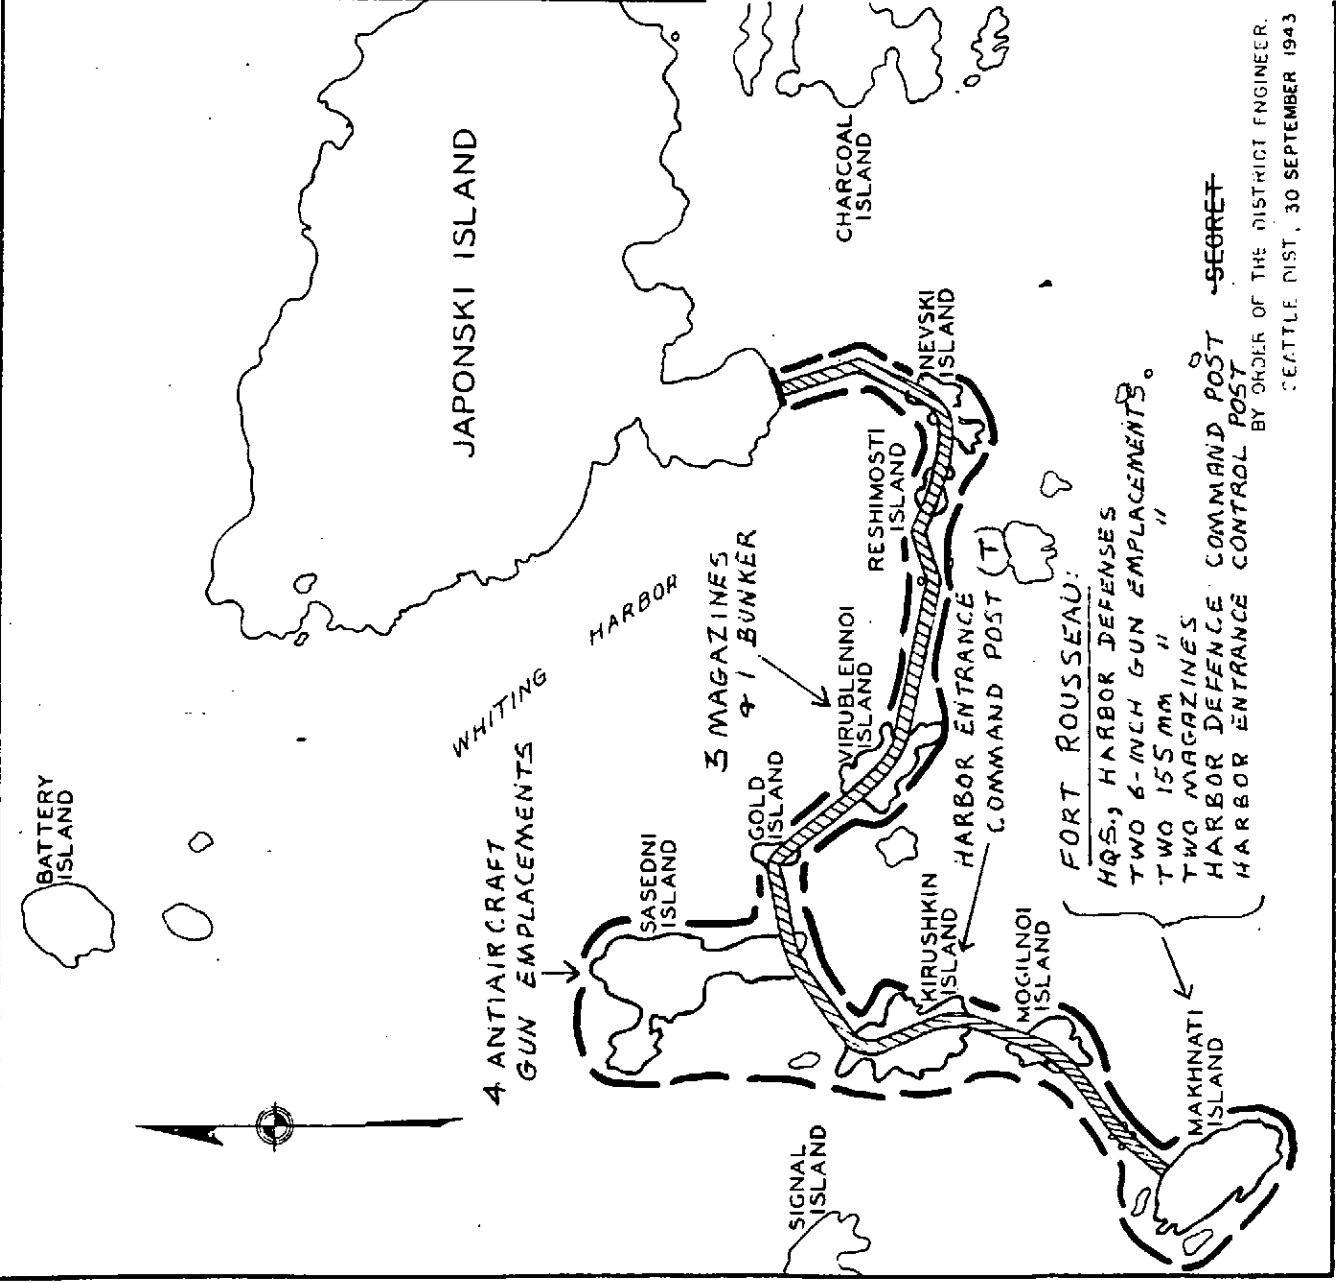 BATTERY
ISLAND
JAPONSKI ISLAND
WHITING HARBOR
4 ANTIAIRCRAFT
GUN EMPLACEMENTS
SASEDNI
ISLAND
3 MAGAZINES
& 1 BUNKER
GOLD
ISLAND
VIRUBLENNOI
ISLAND
RESHIMOSTI
ISLAND
NEVSKI
ISLAND
CHARCOAL
ISLAND
SIGNAL
ISLAND
KIRUSHKIN
ISLAND
HARBOR ENTRANCE
COMMAND POST (T)
MOGILNOI
ISLAND
MAKHNATI
ISLAND
FORT ROUSSEAU:
HQS., HARBOR DEFENSES
TWO 6-INCH GUN EMPLACEMENTS.
TWO 155 MM " "
TWO MAGAZINES
HARBOR DEFENCE COMMAND POST
HARBOR ENTRANCE CONTROL POST
SECRET
BY ORDER OF THE DISTRICT ENGINEER.
SEATTLE DIST, 30 SEPTEMBER 1943